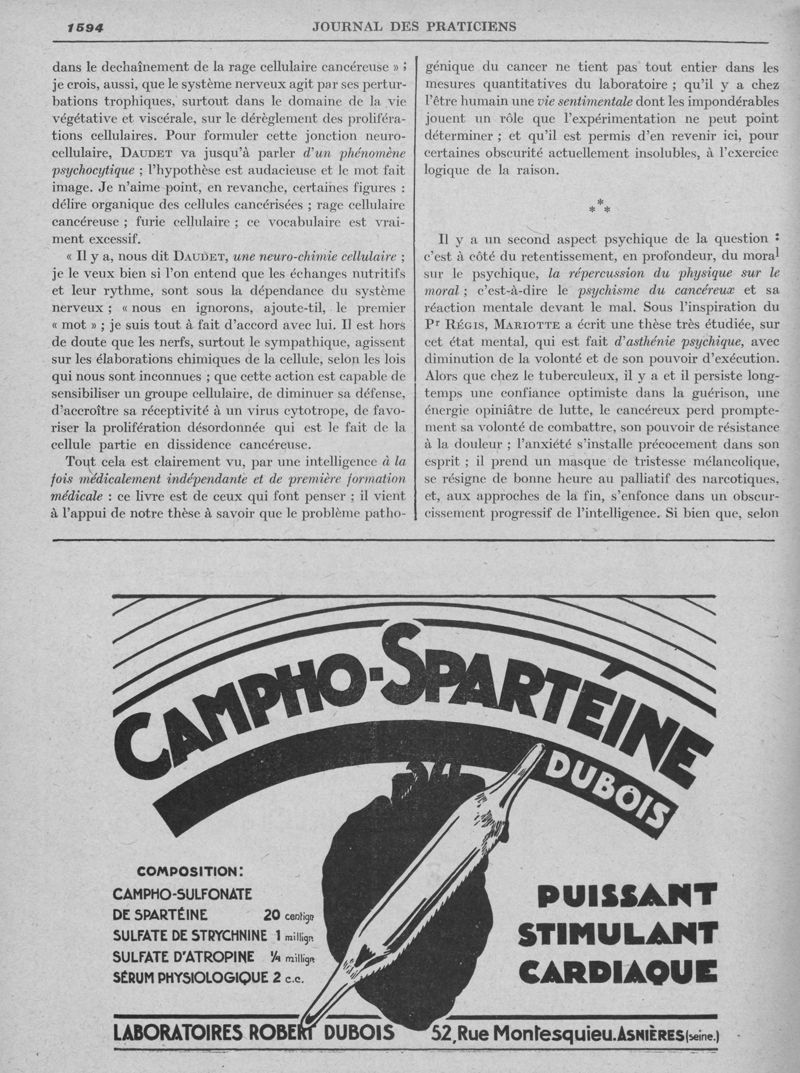 1594
JOURNAL DES PRATICIENS
dans le dechaînement de la rage cellulaire cancéreuse » ;
je crois, aussi, que le système nerveux agit par ses pertur-
bations trophiques, surtout dans le domaine de la vie
végétative et viscérale, sur le dérèglement des proliféra-
tions cellulaires. Pour formuler cette jonction neuro-
cellulaire, DAUDET va jusqu'à parler d'un phénomène
psychocytique ; l'hypothèse est audacieuse et le mot fait
image. Je n'aime point, en revanche, certaines figures :
délire organique des cellules cancérisées ; rage cellulaire
cancéreuse ; furie cellulaire ; ce vocabulaire est vrai-
ment excessif.
« Il y a, nous dit DAUDET, une neuro-chimie cellulaire ;
je le veux bien si l'on entend que les échanges nutritifs
et leur rythme, sont sous la dépendance du système
nerveux ; « nous en ignorons, ajoute-til, le premier
« mot » ; je suis tout à fait d'accord avec lui. Il est hors
de doute que les nerfs, surtout le sympathique, agissent
sur les élaborations chimiques de la cellule, selon les lois
qui nous sont inconnues ; que cette action est capable de
sensibiliser un groupe cellulaire, de diminuer sa défense,
d'accroître sa réceptivité à un virus cytotrope, de favo-
riser la prolifération désordonnée qui est le fait de la
cellule partie en dissidence cancéreuse.
Tout cela est clairement vu, par une intelligence à la
fois médicalement indépendante et de première formation
médicale : ce livre est de ceux qui font penser ; il vient
à l'appui de notre thèse à savoir que le problème patho-
génique du cancer ne tient pas tout entier dans les
mesures quantitatives du laboratoire ; qu'il y a chez
l'être humain une vie sentimentale dont les impondérables
jouent un rôle que l'expérimentation ne peut point
déterminer ; et qu'il est permis d'en revenir ici, pour
certaines obscurité actuellement insolubles, à l'exercice
logique de la raison.
* * *
Il y a un second aspect psychique de la question :
c'est à côté du retentissement, en profondeur, du moral
sur le psychique, la répercussion du physique sur le
moral ; c'est-à-dire le psychisme du cancéreux et sa
réaction mentale devant le mal. Sous l'inspiration du
Pr RÉGIS, MARIOTTE a écrit une thèse très étudiée, sur
cet état mental, qui est fait d'asthénie psychique, avec
diminution de la volonté et de son pouvoir d'exécution.
Alors que chez le tuberculeux, il y a et il persiste long-
temps une confiance optimiste dans la guérison, une
énergie opiniâtre de lutte, le cancéreux perd prompte-
ment sa volonté de combattre, son pouvoir de résistance
à la douleur ; l'anxiété s'installe précocement dans son
esprit ; il prend un masque de tristesse mélancolique,
se résigne de bonne heure au palliatif des narcotiques,
et, aux approches de la fin, s'enfonce dans un obscur-
cissement progressif de l'intelligence. Si bien que, selon
CAMPHO-SPARTÉINE
DUBOIS
COMPOSITION:
CAMPHO-SULFONATE
DE SPARTÉINE 20 centigr
SULFATE DE STRYCHNINE 1 milligr
SULFATE D'ATROPINE 1/4 milligr
SÉRUM PHYSIOLOGIQUE 2 c.c.
PUISSANT
STIMULANT
CARDIAQUE
LABORATOIRES ROBERT DUBOIS 52, Rue Montesquieu. ASNIÈRES (seine.)